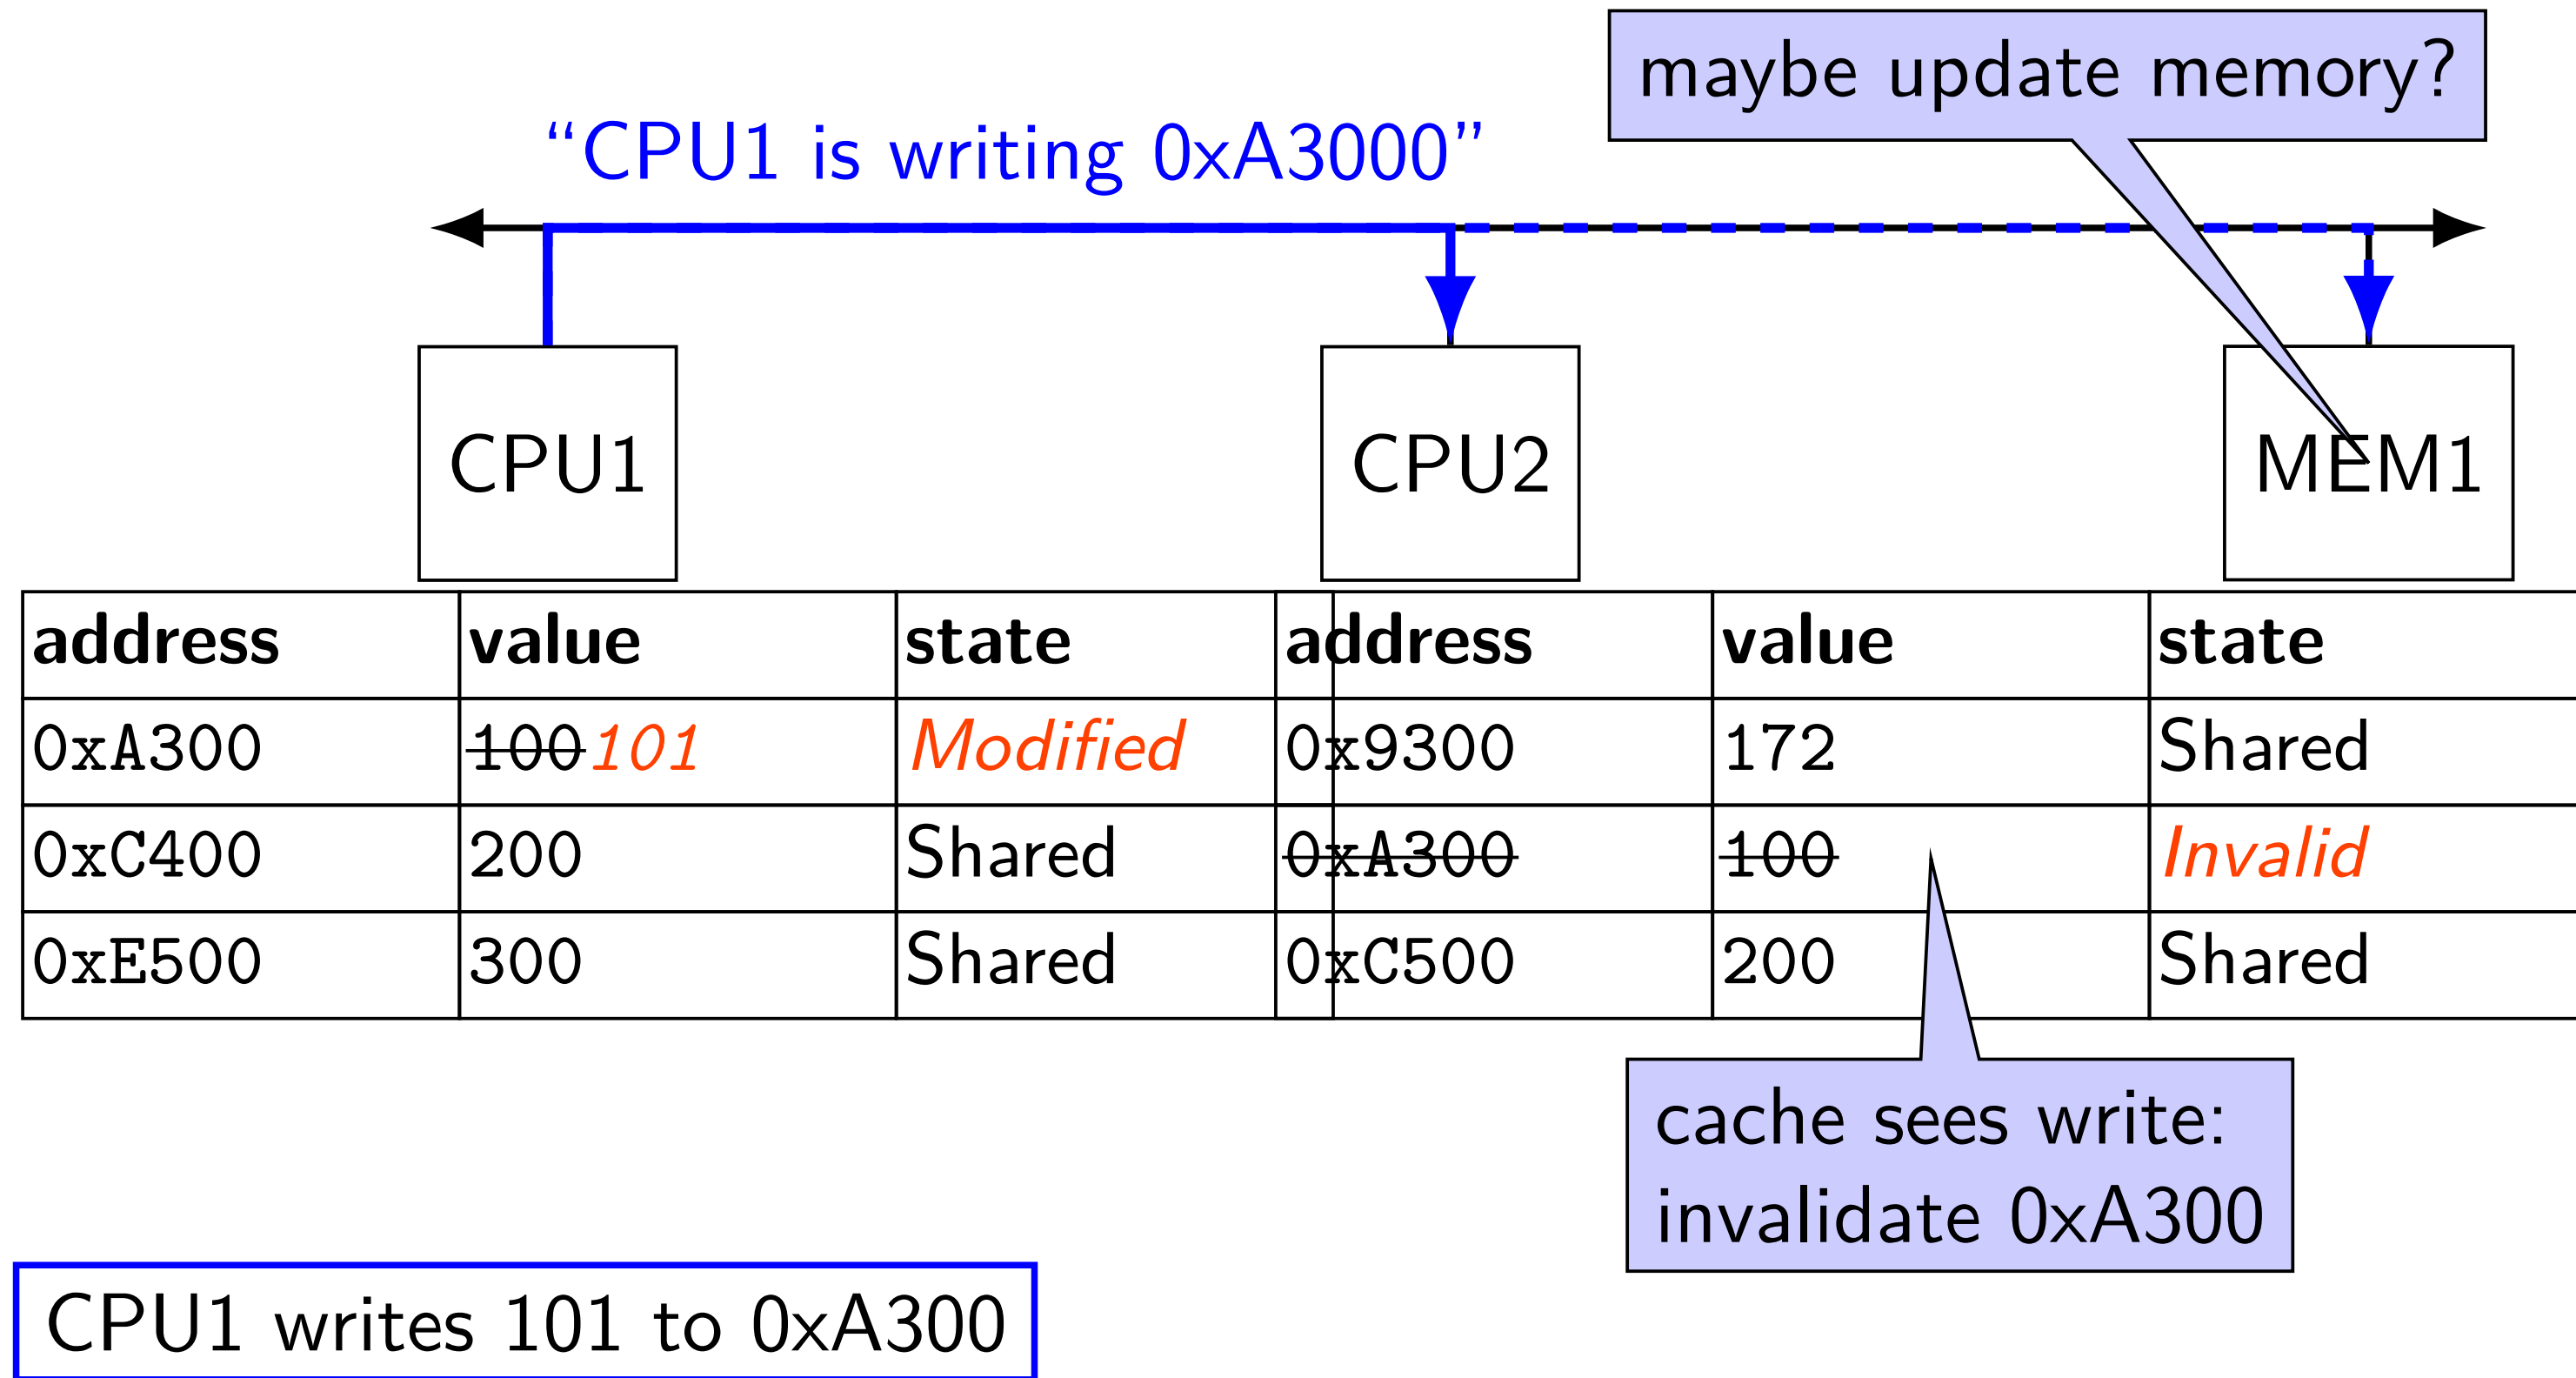 maybe update memory?
“CPU1 is writing 0xA3000”
CPU1 CPU2 MEM1
address value state address value state
0xA300 100 101 Modified 0x9300 172 Shared
0xC400 200 Shared 0xA300 100 Invalid
0xE500 300 Shared 0xC500 200 Shared
cache sees write:
invalidate 0xA300
CPU1 writes 101 to 0xA300